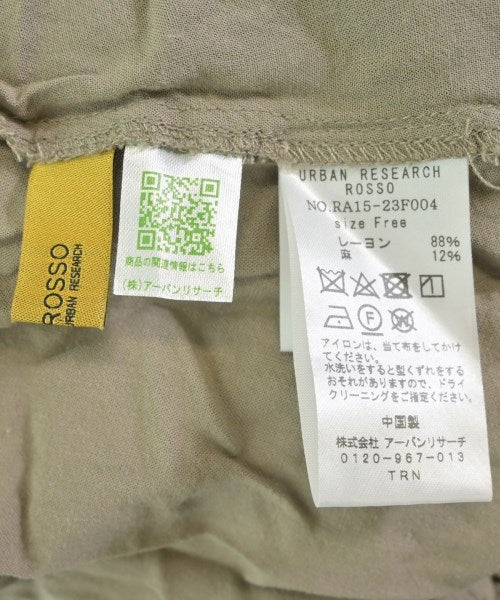 ROSSO
URBAN RESEARCH
商品の関連情報はこちら
(株)アーバンリサーチ
URBAN RESEARCH
ROSSO
NO.RA15-23F004
size Free
レーヨン 88%
麻 12%
アイロンは、当て布をしてかけ
てください。
水洗いをすると型くずれをする
おそれがありますので、ドライ
クリーニングをご指定ください。
中国製
株式会社 アーバンリサーチ
0120-967-013
TRN